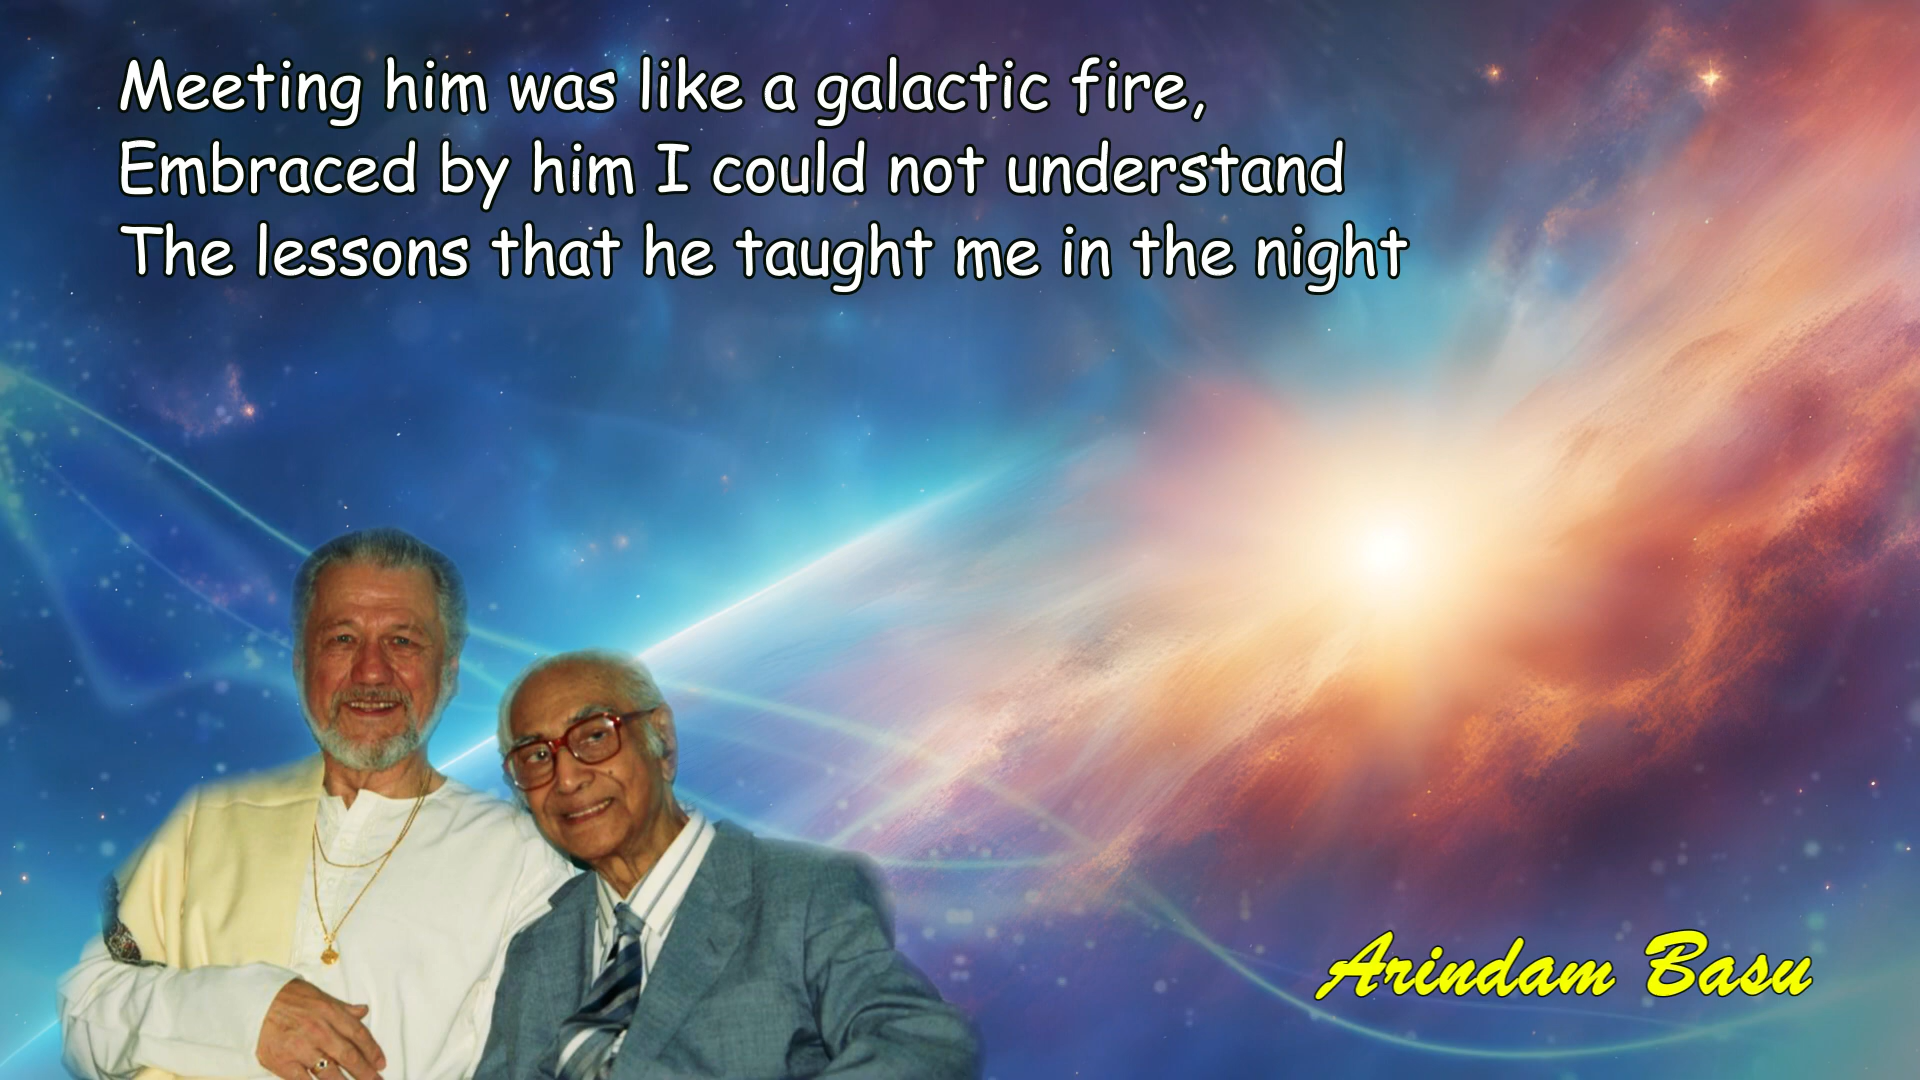 Meeting him was like a galactic fire,
Embraced by him I could not understand
The lessons that he taught me in the night
Arindam Basu